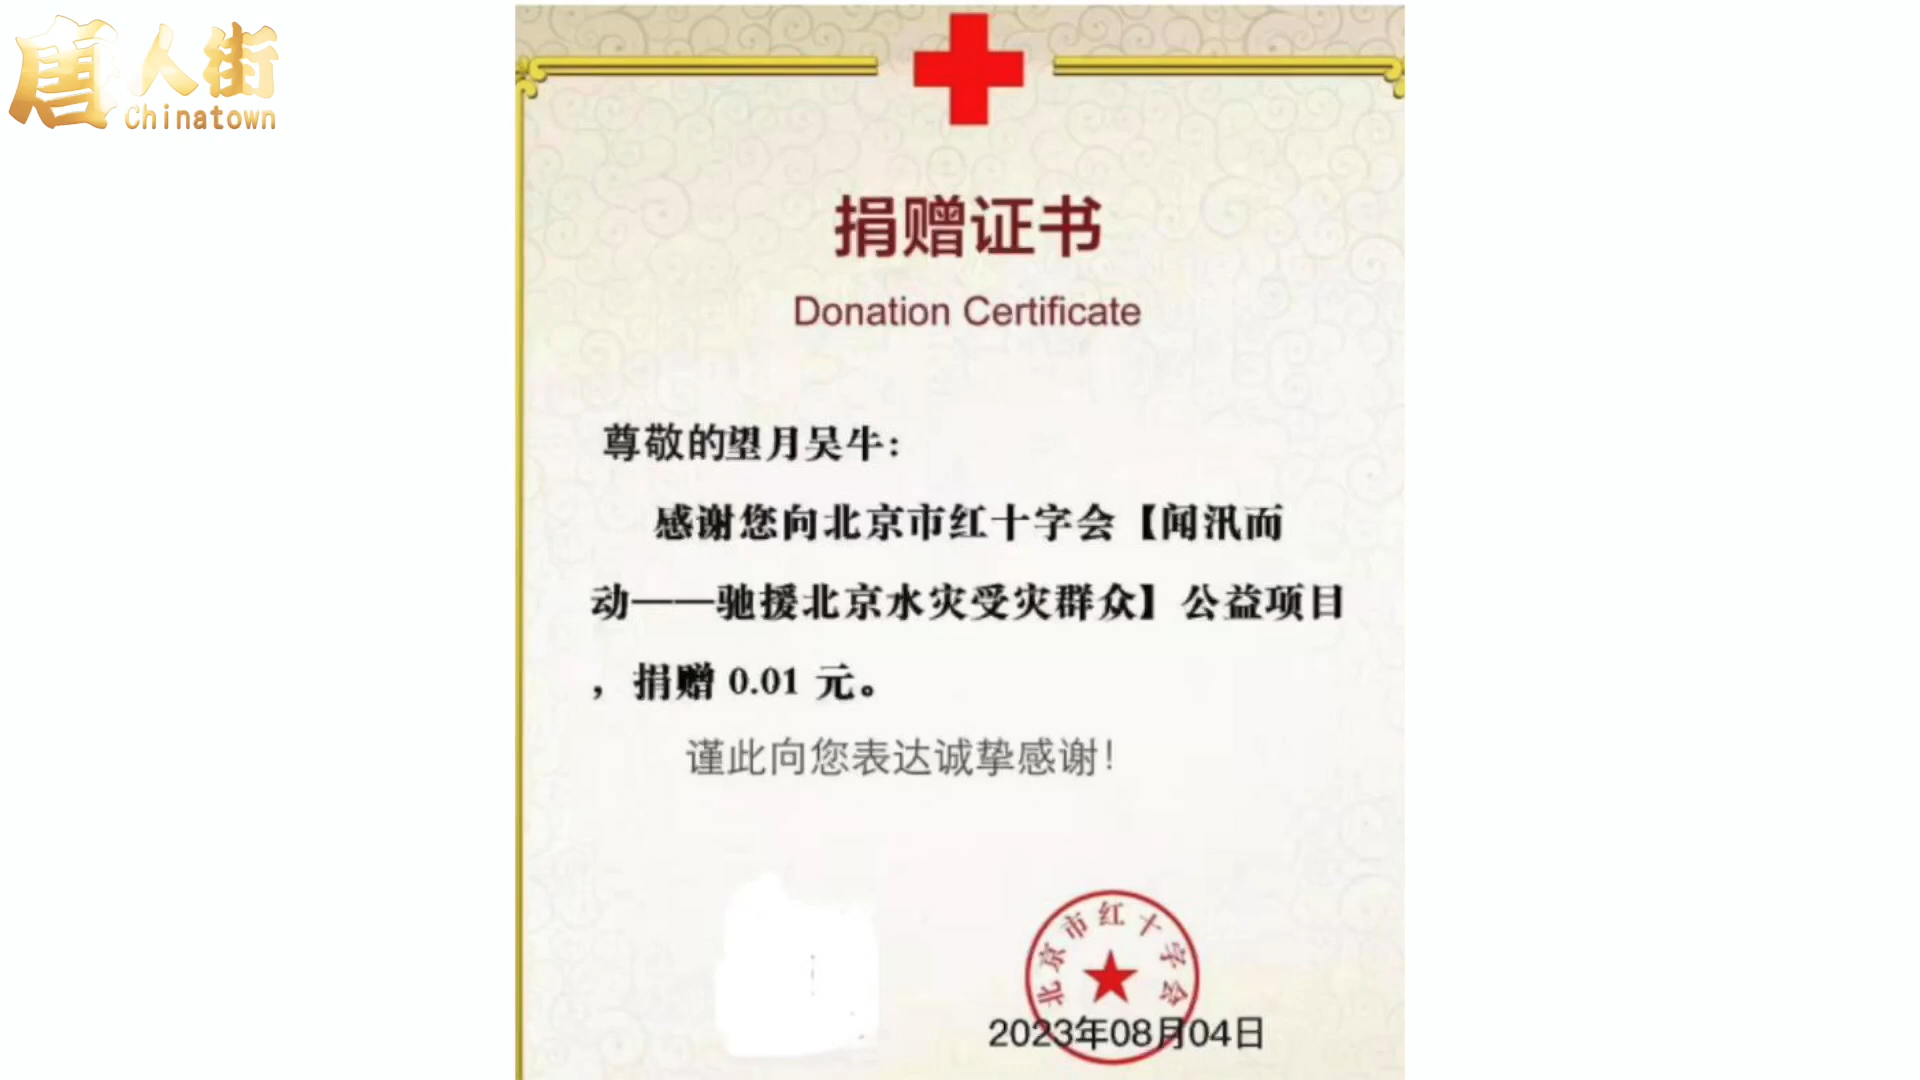 唐人街
Chinatown
捐赠证书
Donation Certificate
尊敬的望月吴牛：
感谢您向北京市红十字会【闻汛而
动——驰援北京水灾受灾群众】公益项目
，捐赠 0.01 元。
谨此向您表达诚挚感谢！
北京市红十字会
2023年08月04日